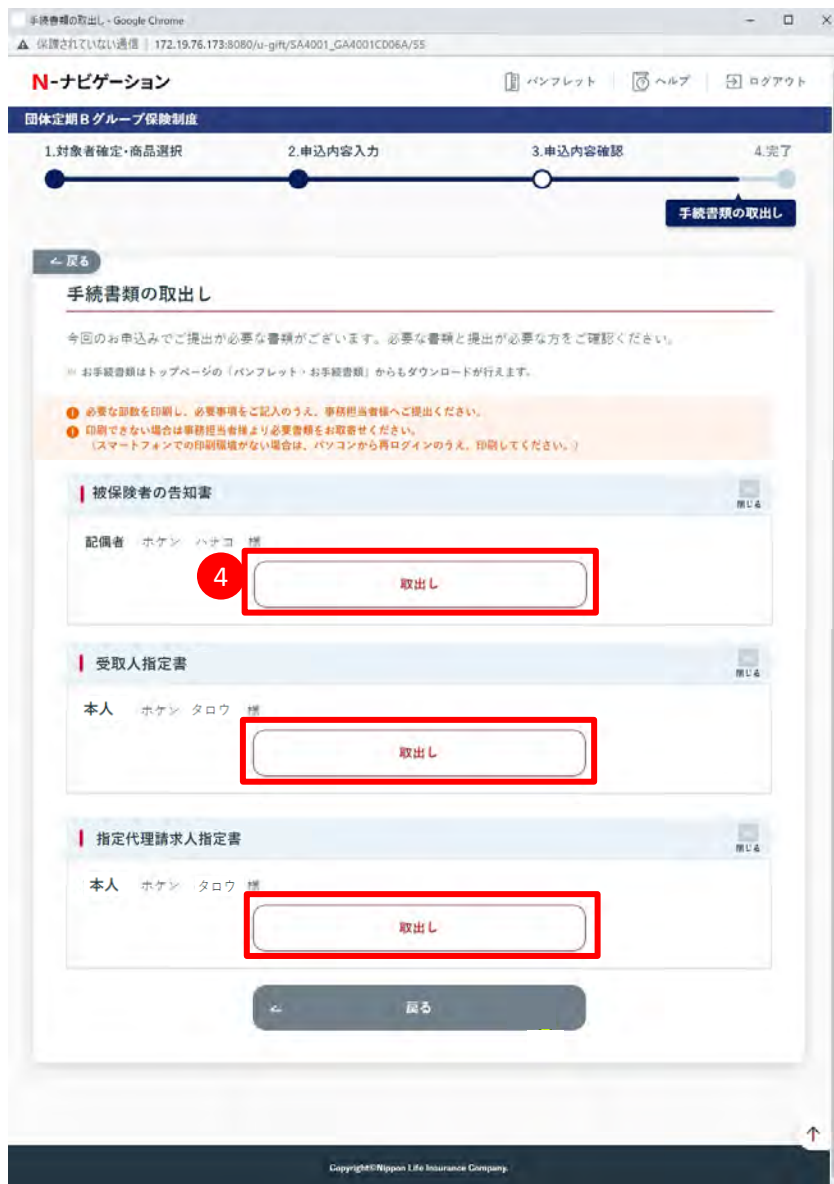 手続書類の取出し - Google Chrome
保護されていない通信 | 172.19.76.173:8080/u-gift/SA4001_GA4001CD06A/55
N-ナビゲーション
パンフレット
ヘルプ
ログアウト
団体定期Bグループ保険制度
1.対象者確定・商品選択 2.申込内容入力 3.申込内容確認 4.完了
手続書類の取出し
← 戻る
手続書類の取出し
今回のお申込みでご提出が必要な書類がございます。必要な書類と提出が必要な方をご確認ください。
※ お手続書類はトップページの「パンフレット・お手続書類」からもダウンロードが行えます。
必要な部数を印刷し、必要事項をご記入のうえ、事務担当者様へご提出ください。
印刷できない場合は事務担当者様より必要書類をお取寄せください。
(スマートフォンでの印刷環境がない場合は、パソコンから再ログインのうえ、印刷してください。)
被保険者の告知書
閉じる
配偶者 ホケン ハナコ 様
4
取出し
受取人指定書
閉じる
本人 ホケン タロウ 様
取出し
指定代理請求人指定書
閉じる
本人 ホケン タロウ 様
取出し
← 戻る
↑
Copyright©Nippon Life Insurance Company.